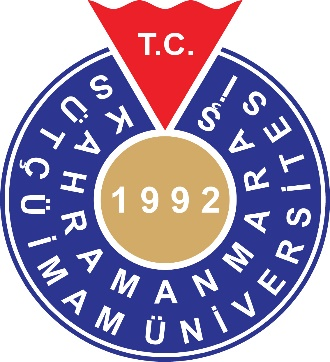 T.C.
KAHRAMANMARAŞ
SÜTÇÜ İMAM ÜNİVERSİTESİ
1992